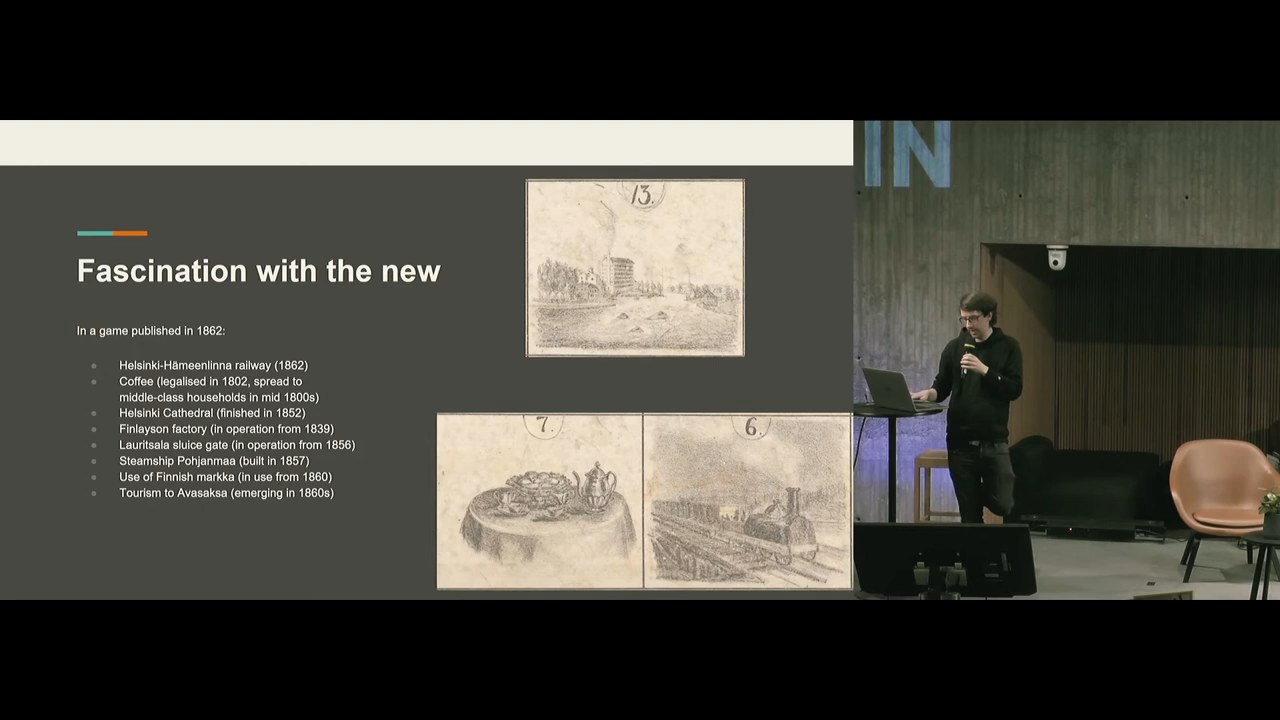 Fascination with the new
In a game published in 1862:
Helsinki-Hämeenlinna railway (1862)
Coffee (legalised in 1802, spread to
middle-class households in mid 1800s)
Helsinki Cathedral (finished in 1852)
Finlayson factory (in operation from 1839)
Lauritsala sluice gate (in operation from 1856)
Steamship Pohjanmaa (built in 1857)
Use of Finnish markka (in use from 1860)
Tourism to Avasaksa (emerging in 1860s)
13.
7.
6.
IN